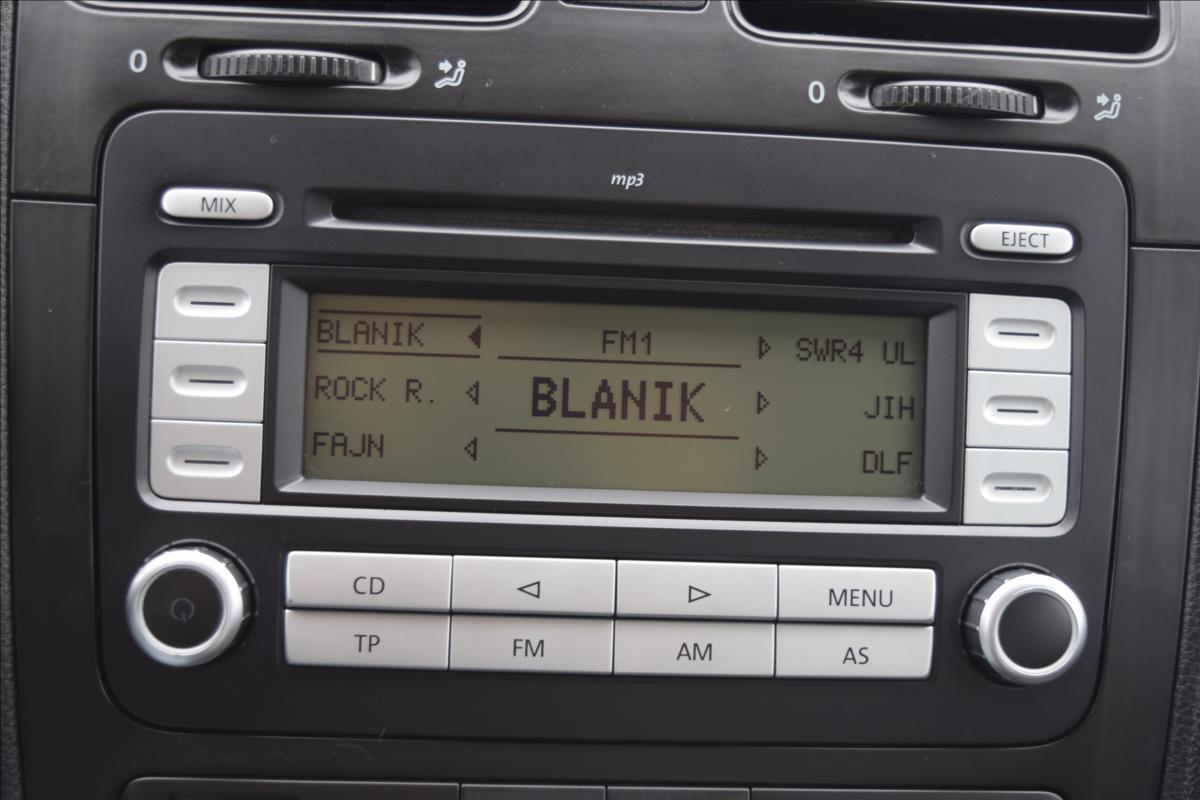 0
0
mp3
MIX
EJECT
BLANIK FM1 SWR4 UL
ROCK R. BLANIK JIH
FAJN DLF
CD MENU
TP FM AM AS